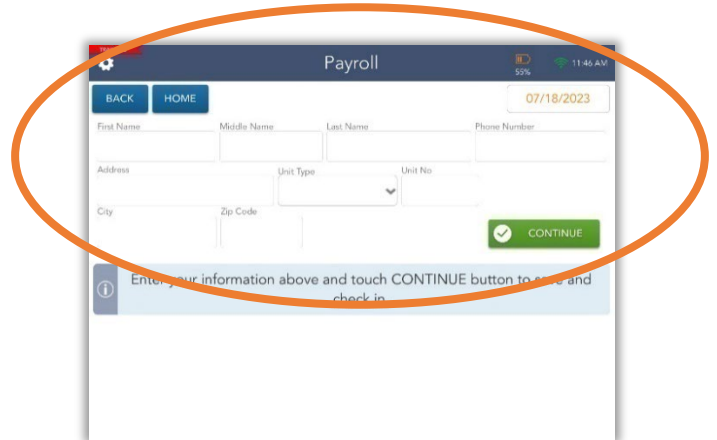 Payroll
55%
11:46 AM
BACK HOME 07/18/2023
First Name Middle Name Last Name Phone Number
Address Unit Type Unit No
City Zip Code
CONTINUE
Enter your information above and touch CONTINUE button to save and
check in